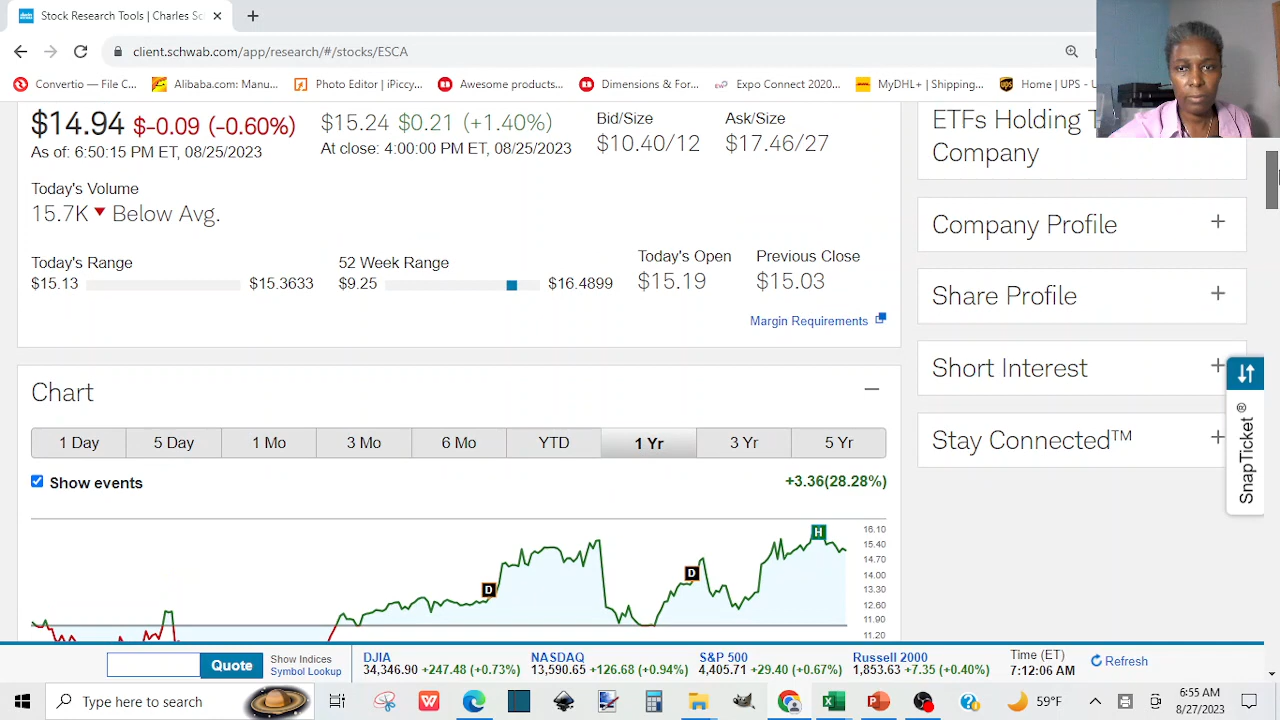 Stock Research Tools | Charles Sc
client.schwab.com/app/research/#/stocks/ESCA
Convertio — File C... Alibaba.com: Manu... Photo Editor | iPiccy... Awesome products... Dimensions & For... Expo Connect 2020... MyDHL+ | Shipping... Home | UPS - U
$14.94 $-0.09 (-0.60%)
As of: 6:50:15 PM ET, 08/25/2023
$15.24 $0.21 (+1.40%)
At close: 4:00:00 PM ET, 08/25/2023
Bid/Size
$10.40/12
Ask/Size
$17.46/27
Today's Volume
15.7K Below Avg.
Today's Range
$15.13 $15.3633
52 Week Range
$9.25 $16.4899
Today's Open
$15.19
Previous Close
$15.03
Margin Requirements
ETFs Holding T
Company
Company Profile
Share Profile
Short Interest
Stay Connected™
SnapTicket®
Chart
1 Day 5 Day 1 Mo 3 Mo 6 Mo YTD 1 Yr 3 Yr 5 Yr
Show events
+3.36(28.28%)
D
D
H
16.10
15.40
14.70
14.00
13.30
12.60
11.90
11.20
Quote
Show Indices
Symbol Lookup
DJIA
34,346.90 +247.48 (+0.73%)
NASDAQ
13,590.65 +126.68 (+0.94%)
S&P 500
4,405.71 +29.40 (+0.67%)
Russell 2000
1,853.63 +7.35 (+0.40%)
Time (ET)
7:12:06 AM
Refresh
Type here to search
59°F
6:55 AM
8/27/2023